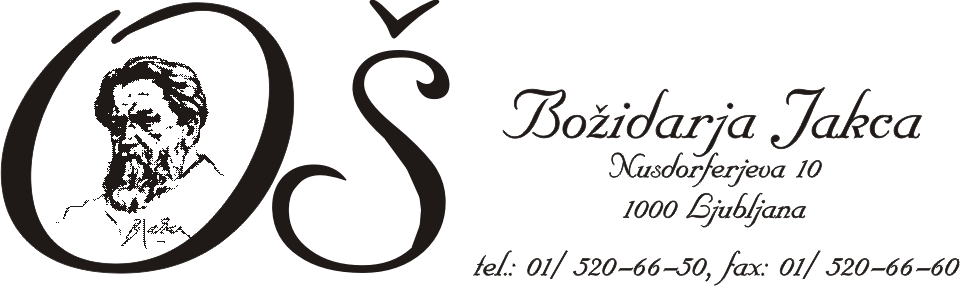 OŠ
Božidarja Jakca
Nusdorferjeva 10
1000 Ljubljana
tel.: 01/ 520-66-50, fax: 01/ 520-66-60